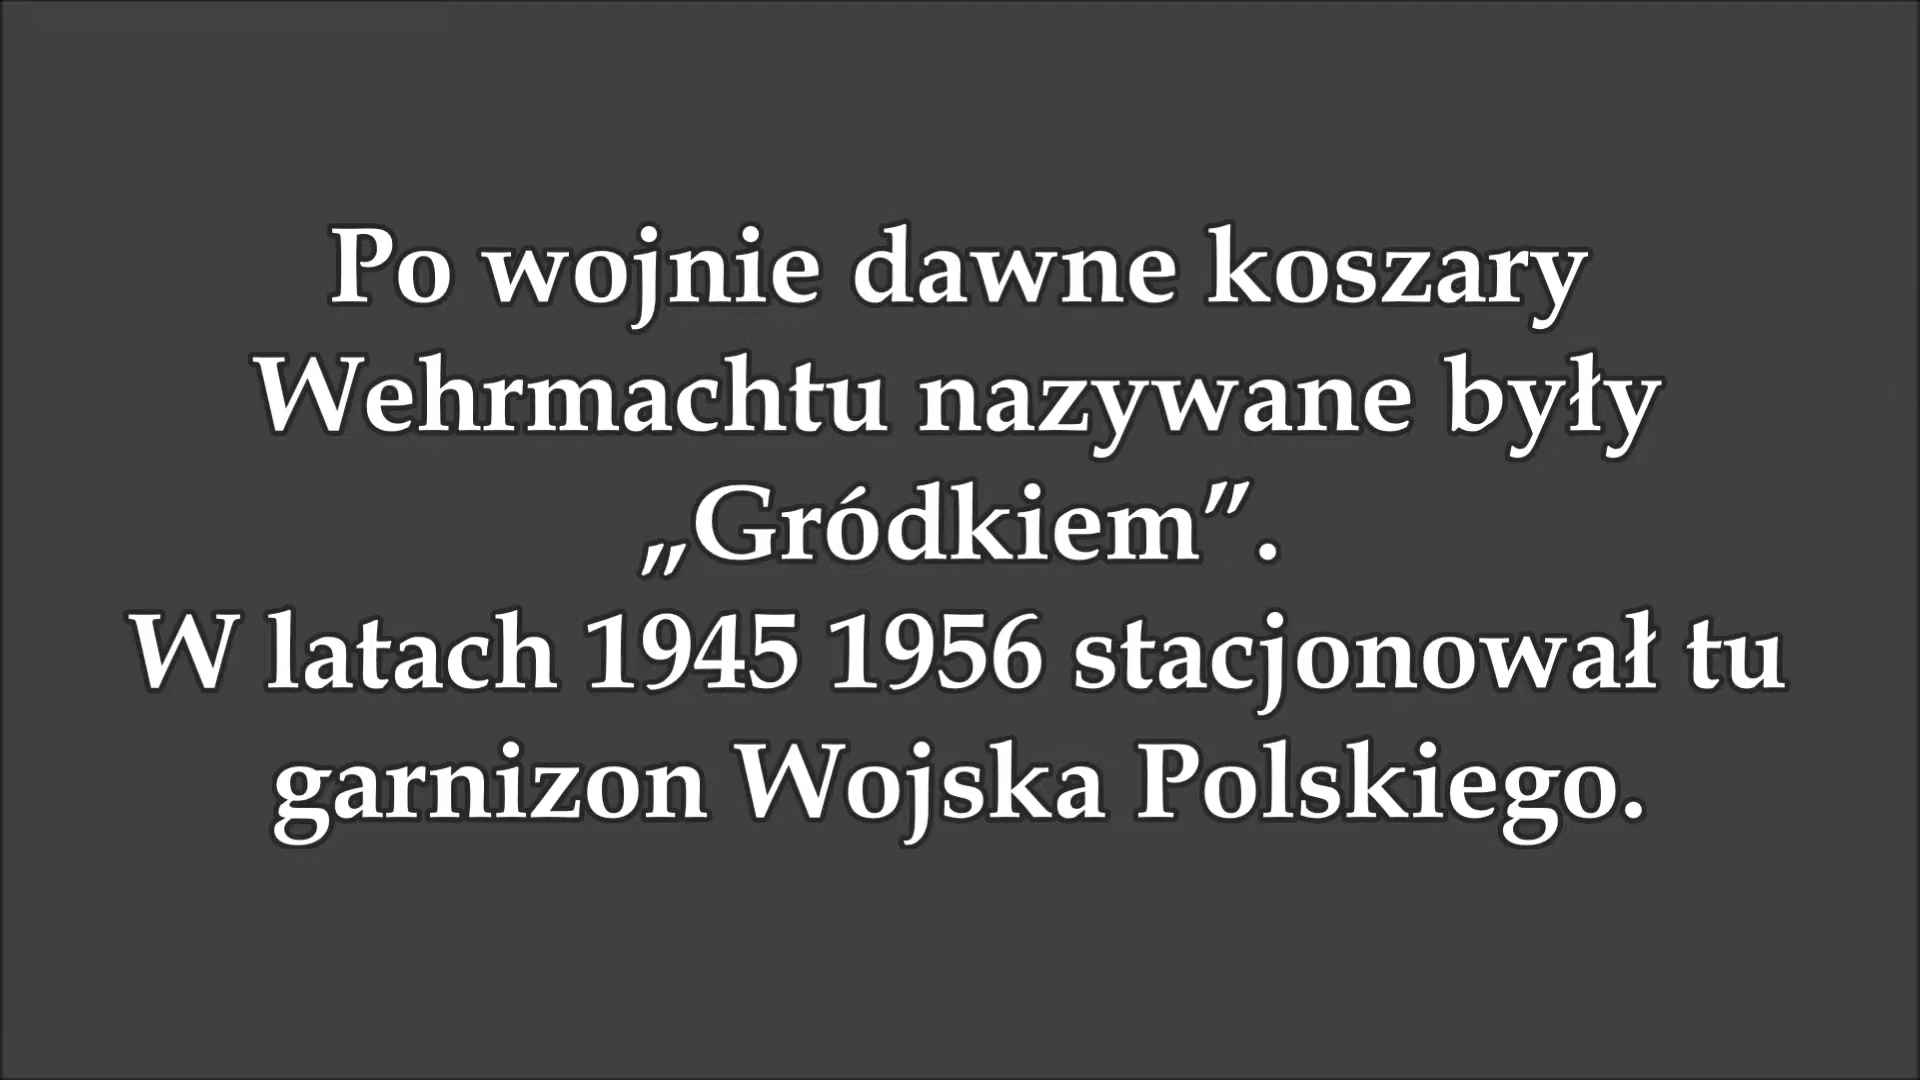 Po wojnie dawne koszary
Wehrmachtu nazywane były
„Gródkiem”.
W latach 1945 1956 stacjonował tu
garnizon Wojska Polskiego.